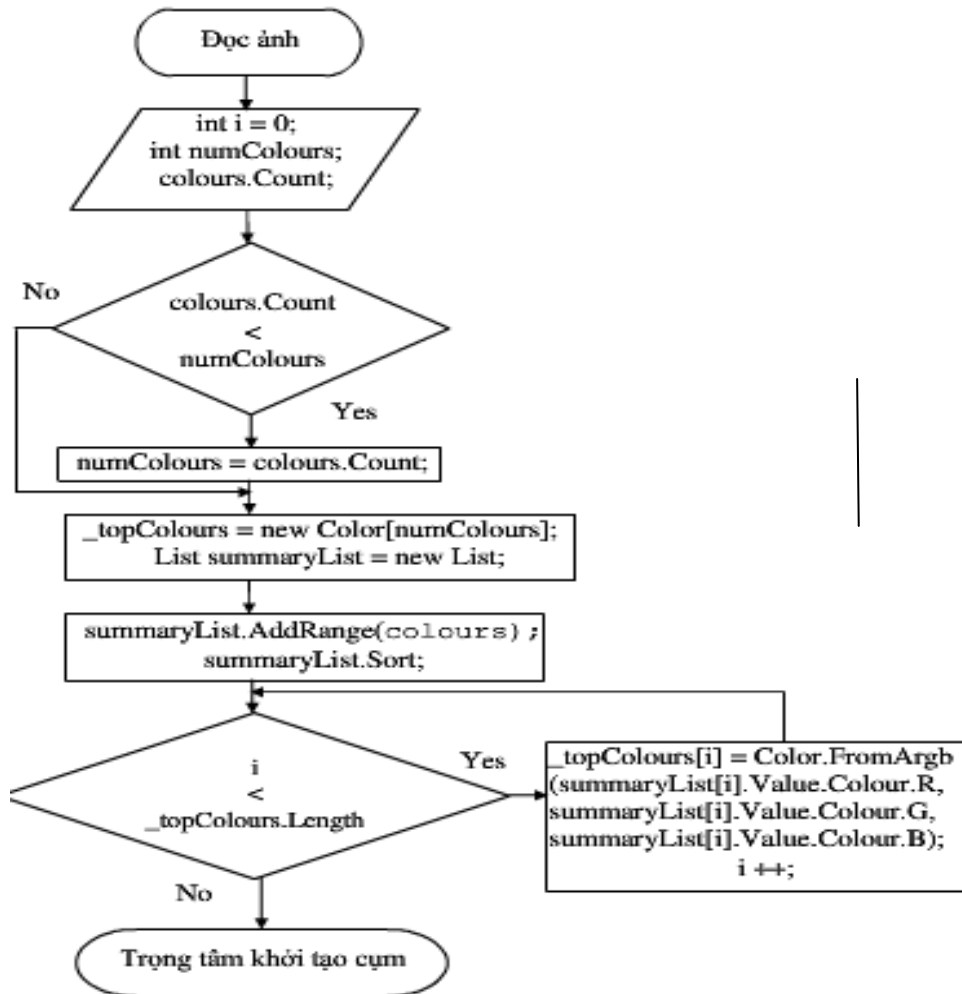 Đọc ảnh
int i = 0;
int numColours;
colours.Count;
No
colours.Count
<
numColours
Yes
numColours = colours.Count;
_topColours = new Color[numColours];
List summaryList = new List;
summaryList.AddRange(colours);
summaryList.Sort;
i
<
_topColours.Length
Yes
_topColours[i] = Color.FromArgb
(summaryList[i].Value.Colour.R,
summaryList[i].Value.Colour.G,
summaryList[i].Value.Colour.B);
i ++;
No
Trọng tâm khởi tạo cụm